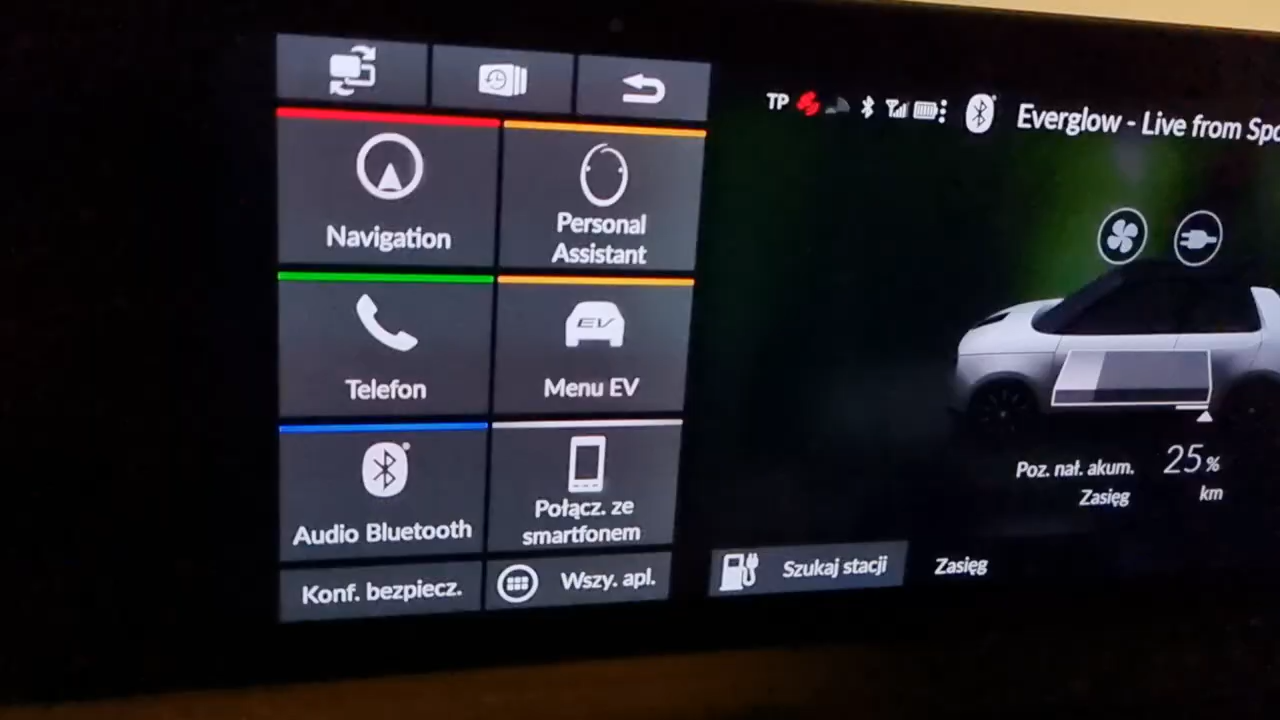 TP
Everglow - Live from Spo
Navigation
Personal
Assistant
Telefon
EV
Menu EV
Audio Bluetooth
Połącz. ze
smartfonem
Konf. bezpiecz.
Wszy. apl.
Poz. nał. akum. 25 %
Zasięg km
Szukaj stacji
Zasięg